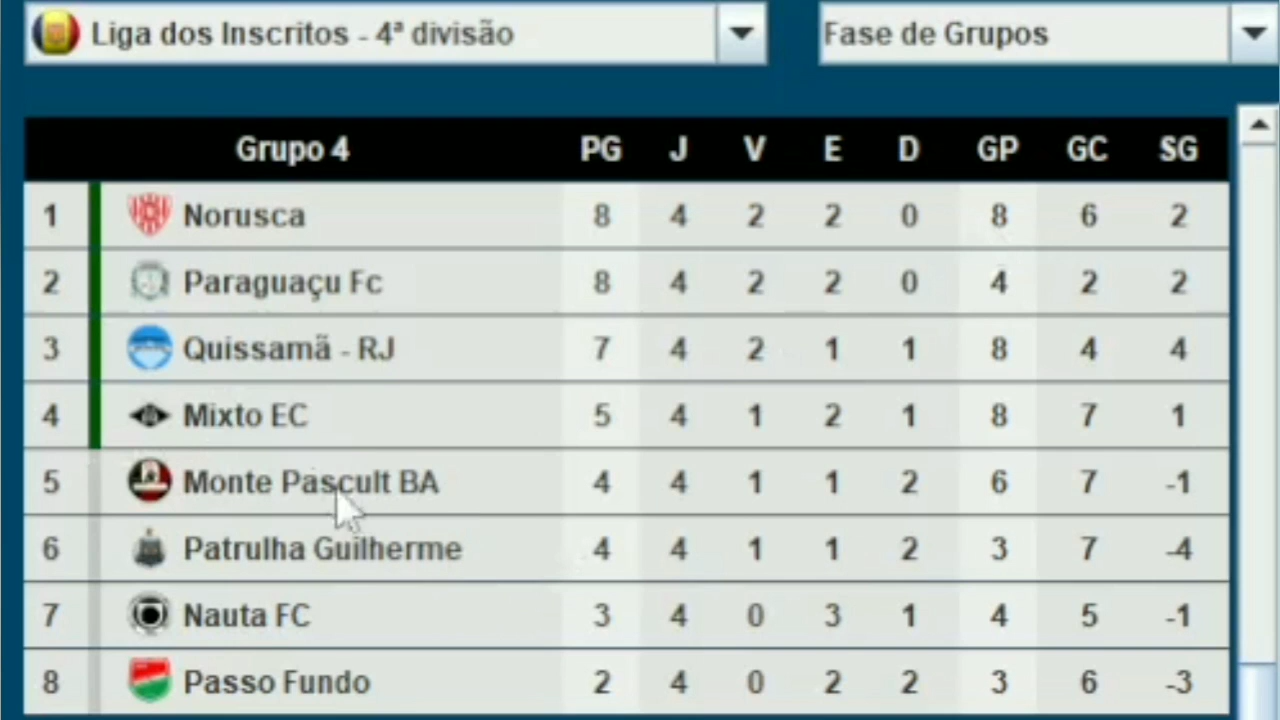 Liga dos Inscritos - 4ª divisão Fase de Grupos
Grupo 4 PG J V E D GP GC SG
1 Norusca 8 4 2 2 0 8 6 2
2 Paraguaçu Fc 8 4 2 2 0 4 2 2
3 Quissamã - RJ 7 4 2 1 1 8 4 4
4 Mixto EC 5 4 1 2 1 8 7 1
5 Monte Pascult BA 4 4 1 1 2 6 7 -1
6 Patrulha Guilherme 4 4 1 1 2 3 7 -4
7 Nauta FC 3 4 0 3 1 4 5 -1
8 Passo Fundo 2 4 0 2 2 3 6 -3